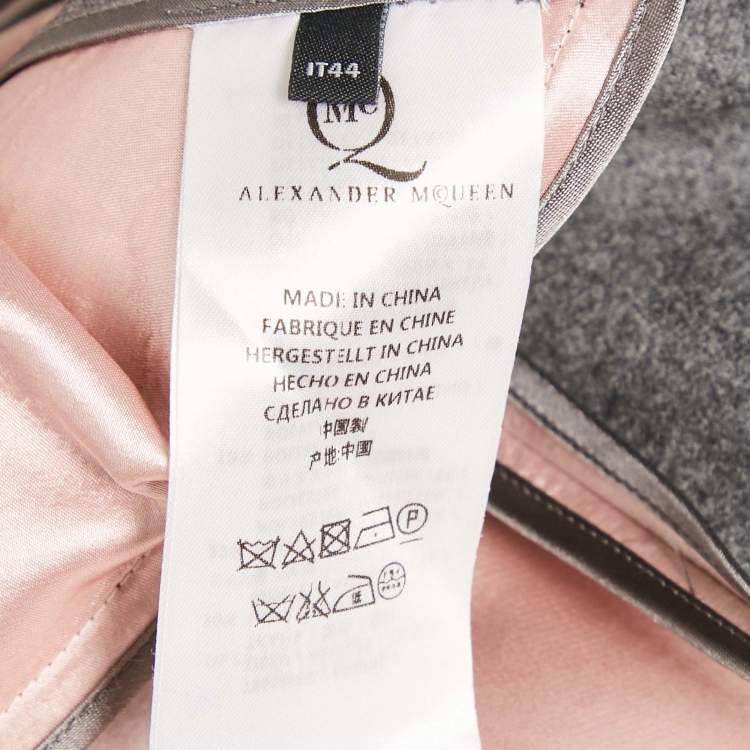 IT44
McQ
ALEXANDER McQUEEN
MADE IN CHINA
FABRIQUE EN CHINE
HERGESTELLT IN CHINA
HECHO EN CHINA
СДЕЛАНО В КИТАЕ
中國製
产地:中国
P